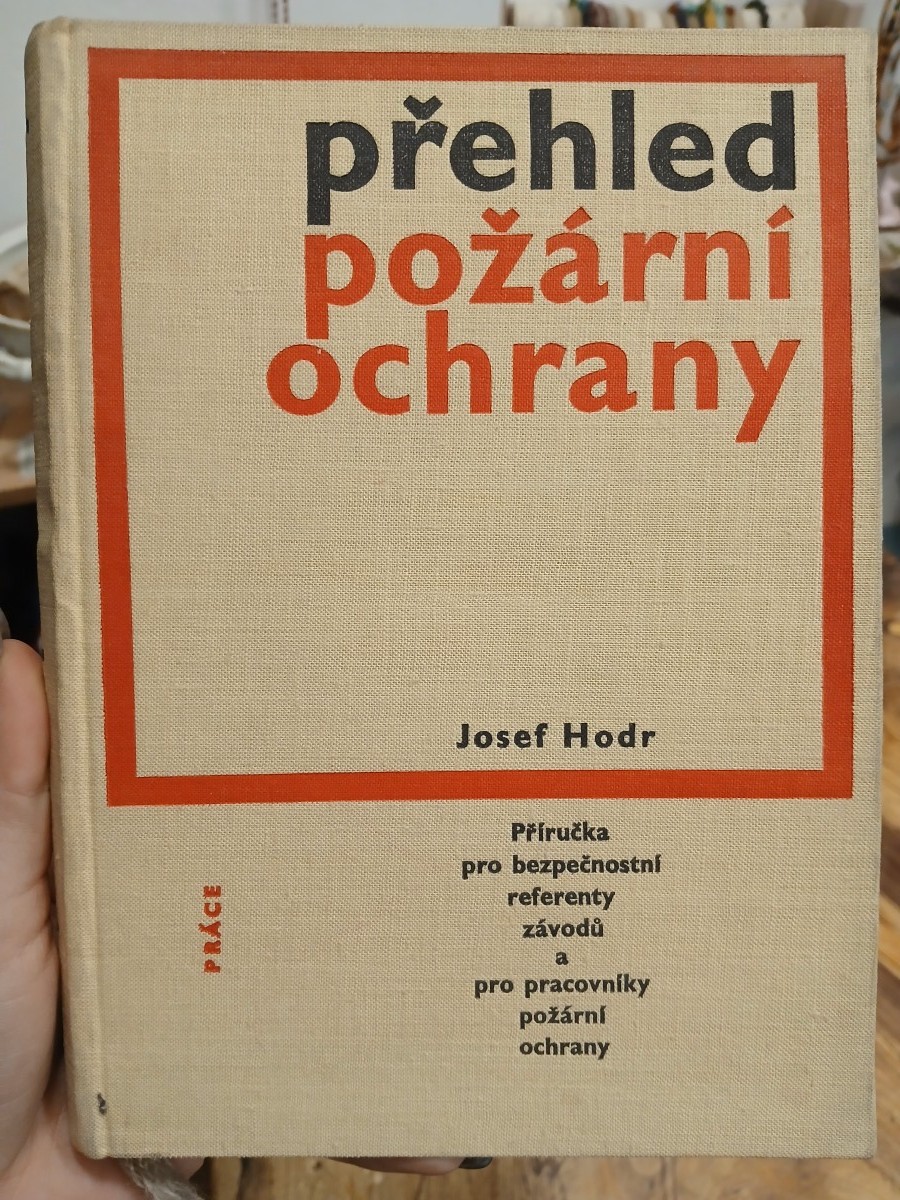 přehled
požární
ochrany
Josef Hodr
Příručka
pro bezpečnostní
referenty
závodů
a
pro pracovníky
požární
ochrany
PRÁCE